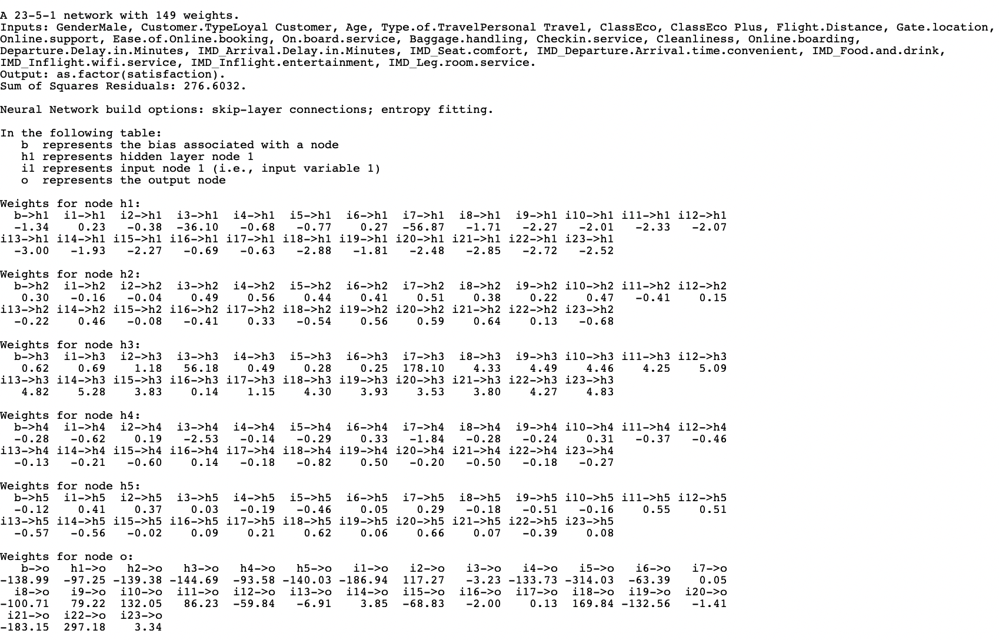 A 23-5-1 network with 149 weights.
Inputs: GenderMale, Customer.TypeLoyal Customer, Age, Type.of.TravelPersonal Travel, ClassEco, ClassEco Plus, Flight.Distance, Gate.location,
Online.support, Ease.of.Online.booking, On.board.service, Baggage.handling, Checkin.service, Cleanliness, Online.boarding,
Departure.Delay.in.Minutes, IMD_Arrival.Delay.in.Minutes, IMD_Seat.comfort, IMD_Departure.Arrival.time.convenient, IMD_Food.and.drink,
IMD_Inflight.wifi.service, IMD_Inflight.entertainment, IMD_Leg.room.service.
Output: as.factor(satisfaction).
Sum of Squares Residuals: 276.6032.
Neural Network build options: skip-layer connections; entropy fitting.
In the following table:
b represents the bias associated with a node
h1 represents hidden layer node 1
i1 represents input node 1 (i.e., input variable 1)
o represents the output node
Weights for node h1:
b->h1 i1->h1 i2->h1 i3->h1 i4->h1 i5->h1 i6->h1 i7->h1 i8->h1 i9->h1 i10->h1 i11->h1 i12->h1
-1.34 0.23 -0.38 -36.10 -0.68 -0.77 0.27 -56.87 -1.71 -2.27 -2.01 -2.33 -2.07
i13->h1 i14->h1 i15->h1 i16->h1 i17->h1 i18->h1 i19->h1 i20->h1 i21->h1 i22->h1 i23->h1
-3.00 -1.93 -2.27 -0.69 -0.63 -2.88 -1.81 -2.48 -2.85 -2.72 -2.52
Weights for node h2:
b->h2 i1->h2 i2->h2 i3->h2 i4->h2 i5->h2 i6->h2 i7->h2 i8->h2 i9->h2 i10->h2 i11->h2 i12->h2
0.30 -0.16 -0.04 0.49 0.56 0.44 0.41 0.51 0.38 0.22 0.47 -0.41 0.15
i13->h2 i14->h2 i15->h2 i16->h2 i17->h2 i18->h2 i19->h2 i20->h2 i21->h2 i22->h2 i23->h2
-0.22 0.46 -0.08 -0.41 0.33 -0.54 0.56 0.59 0.64 0.13 -0.68
Weights for node h3:
b->h3 i1->h3 i2->h3 i3->h3 i4->h3 i5->h3 i6->h3 i7->h3 i8->h3 i9->h3 i10->h3 i11->h3 i12->h3
0.62 0.69 1.18 56.18 0.49 0.28 0.25 178.10 4.33 4.49 4.46 4.25 5.09
i13->h3 i14->h3 i15->h3 i16->h3 i17->h3 i18->h3 i19->h3 i20->h3 i21->h3 i22->h3 i23->h3
4.82 5.28 3.83 0.14 1.15 4.30 3.93 3.53 3.80 4.27 4.83
Weights for node h4:
b->h4 i1->h4 i2->h4 i3->h4 i4->h4 i5->h4 i6->h4 i7->h4 i8->h4 i9->h4 i10->h4 i11->h4 i12->h4
-0.28 -0.62 0.19 -2.53 -0.14 -0.29 0.33 -1.84 -0.28 -0.24 0.31 -0.37 -0.46
i13->h4 i14->h4 i15->h4 i16->h4 i17->h4 i18->h4 i19->h4 i20->h4 i21->h4 i22->h4 i23->h4
-0.13 -0.21 -0.60 0.14 -0.18 -0.82 0.50 -0.20 -0.50 -0.18 -0.27
Weights for node h5:
b->h5 i1->h5 i2->h5 i3->h5 i4->h5 i5->h5 i6->h5 i7->h5 i8->h5 i9->h5 i10->h5 i11->h5 i12->h5
-0.12 0.41 0.37 0.03 -0.19 -0.46 0.05 0.29 -0.18 -0.51 -0.16 0.55 0.51
i13->h5 i14->h5 i15->h5 i16->h5 i17->h5 i18->h5 i19->h5 i20->h5 i21->h5 i22->h5 i23->h5
-0.57 -0.56 -0.02 0.09 0.21 0.62 0.06 0.66 0.07 -0.39 0.08
Weights for node o:
b->o h1->o h2->o h3->o h4->o h5->o i1->o i2->o i3->o i4->o i5->o i6->o i7->o
-138.99 -97.25 -139.38 -144.69 -93.58 -140.03 -186.94 117.27 -3.23 -133.73 -314.03 -63.39 0.05
i8->o i9->o i10->o i11->o i12->o i13->o i14->o i15->o i16->o i17->o i18->o i19->o i20->o
-100.71 79.22 132.05 86.23 -59.84 -6.91 3.85 -68.83 -2.00 0.13 169.84 -132.56 -1.41
i21->o i22->o i23->o
-183.15 297.18 3.34